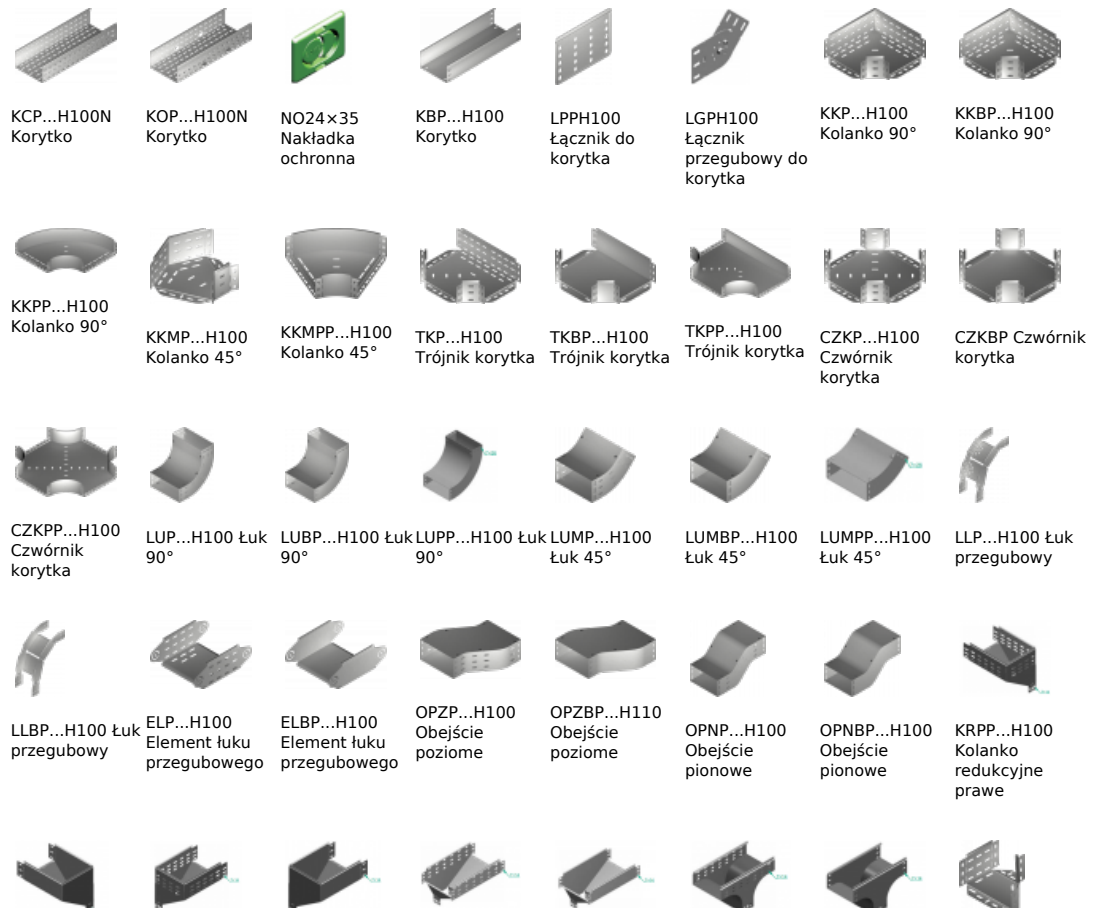 KCP...H100N
Korytko
KOP...H100N
Korytko
NO24×35
Nakładka
ochronna
KBP...H100
Korytko
LPPH100
Łącznik do
korytka
LGPH100
Łącznik
przegubowy do
korytka
KKP...H100
Kolanko 90°
KKBP...H100
Kolanko 90°
KKPP...H100
Kolanko 90°
KKMP...H100
Kolanko 45°
KKMPP...H100
Kolanko 45°
TKP...H100
Trójnik korytka
TKBP...H100
Trójnik korytka
TKPP...H100
Trójnik korytka
CZKP...H100
Czwórnik
korytka
CZKBP Czwórnik
korytka
CZKPP...H100
Czwórnik
korytka
LUP...H100 Łuk
90°
LUBP...H100 Łuk
90°
LUPP...H100 Łuk
90°
LUMP...H100
Łuk 45°
LUMBP...H100
Łuk 45°
LUMPP...H100
Łuk 45°
LLP...H100 Łuk
przegubowy
LLBP...H100 Łuk
przegubowy
ELP...H100
Element łuku
przegubowego
ELBP...H100
Element łuku
przegubowego
OPZP...H100
Obejście
poziome
OPZBP...H110
Obejście
poziome
OPNP...H100
Obejście
pionowe
OPNBP...H100
Obejście
pionowe
KRPP...H100
Kolanko
redukcyjne
prawe